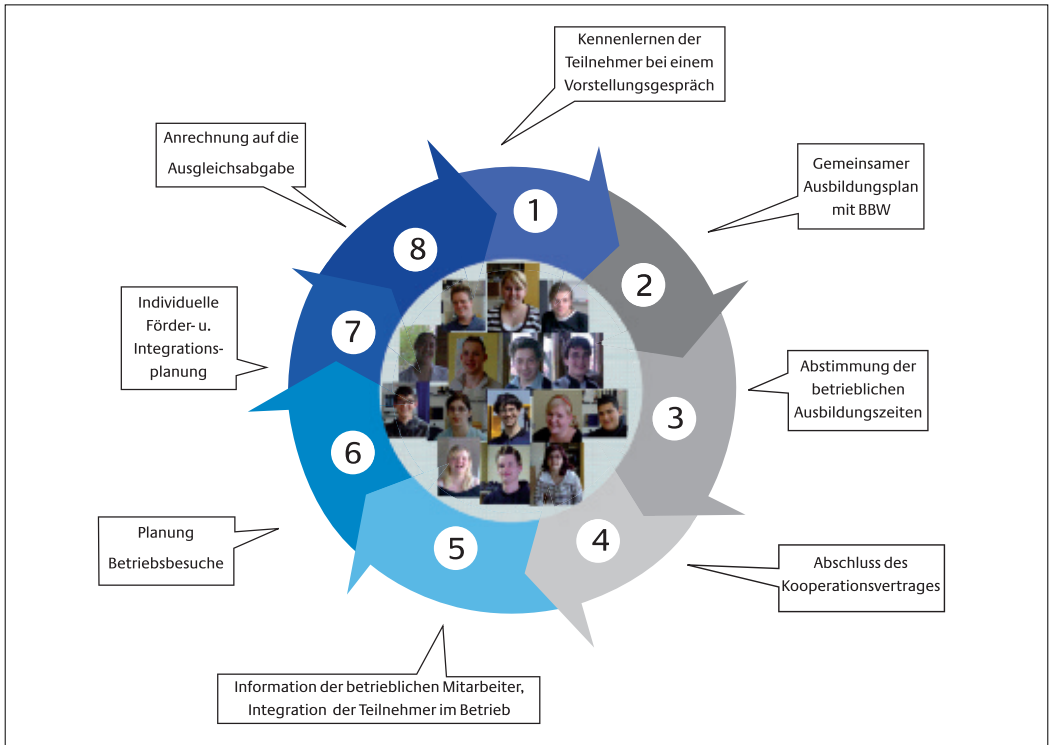 Kennenlernen der
Teilnehmer bei einem
Vorstellungsgespräch
Gemeinsamer
Ausbildungsplan
mit BBW
Abstimmung der
betrieblichen
Ausbildungszeiten
Abschluss des
Kooperationsvertrages
Information der betrieblichen Mitarbeiter,
Integration der Teilnehmer im Betrieb
Planung
Betriebsbesuche
Individuelle
Förder- u.
Integrations-
planung
Anrechnung auf die
Ausgleichsabgabe
1
2
3
4
5
6
7
8